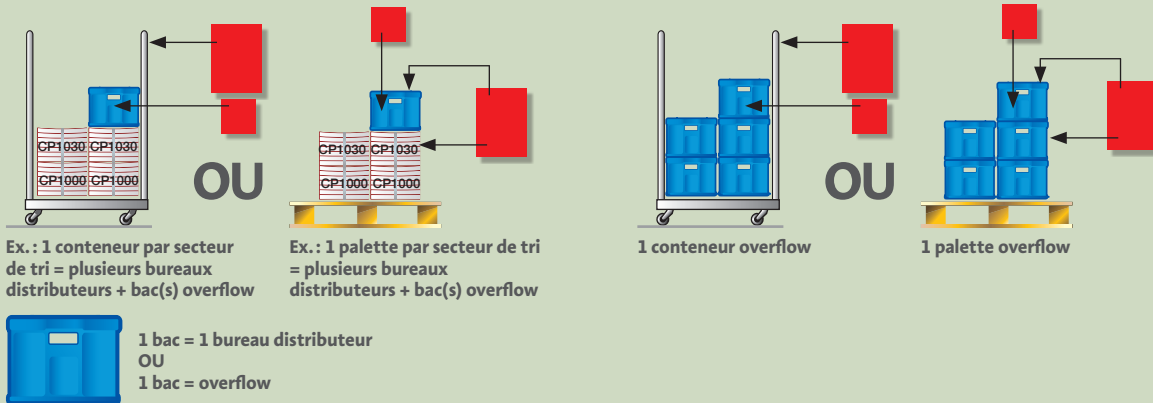 CP1030 CP1030
CP1000 CP1000
OU
CP1030 CP1030
CP1000 CP1000
OU
Ex. : 1 conteneur par secteur
de tri = plusieurs bureaux
distributeurs + bac(s) overflow
Ex. : 1 palette par secteur de tri
= plusieurs bureaux
distributeurs + bac(s) overflow
1 conteneur overflow
1 palette overflow
1 bac = 1 bureau distributeur
OU
1 bac = overflow